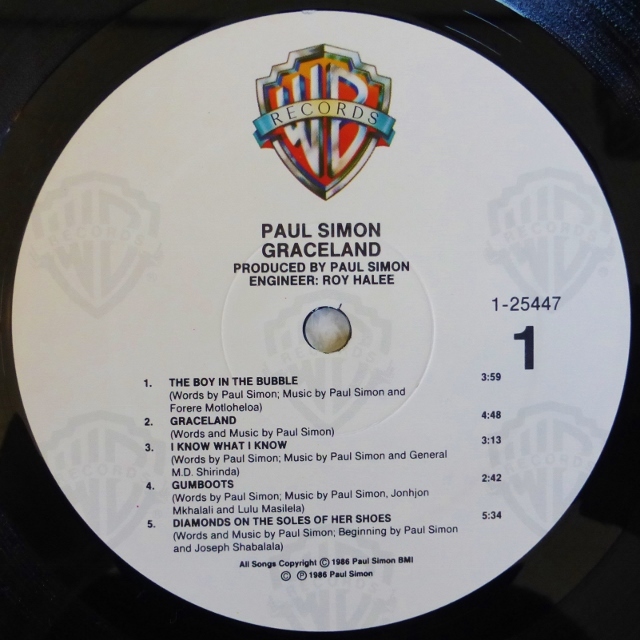 WB
RECORDS
PAUL SIMON
GRACELAND
PRODUCED BY PAUL SIMON
ENGINEER: ROY HALEE
1-25447
1
1. THE BOY IN THE BUBBLE 3:59
(Words by Paul Simon; Music by Paul Simon and
Forere Motloheloa)
2. GRACELAND 4:48
(Words and Music by Paul Simon)
3. I KNOW WHAT I KNOW 3:13
(Words by Paul Simon; Music by Paul Simon and General
M.D. Shirinda)
4. GUMBOOTS 2:42
(Words by Paul Simon; Music by Paul Simon, Jonhjon
Mkhalali and Lulu Masilela)
5. DIAMONDS ON THE SOLES OF HER SHOES 5:34
(Words and Music by Paul Simon; Beginning by Paul Simon
and Joseph Shabalala)
All Songs Copyright © 1986 Paul Simon BMI
© ℗ 1986 Paul Simon